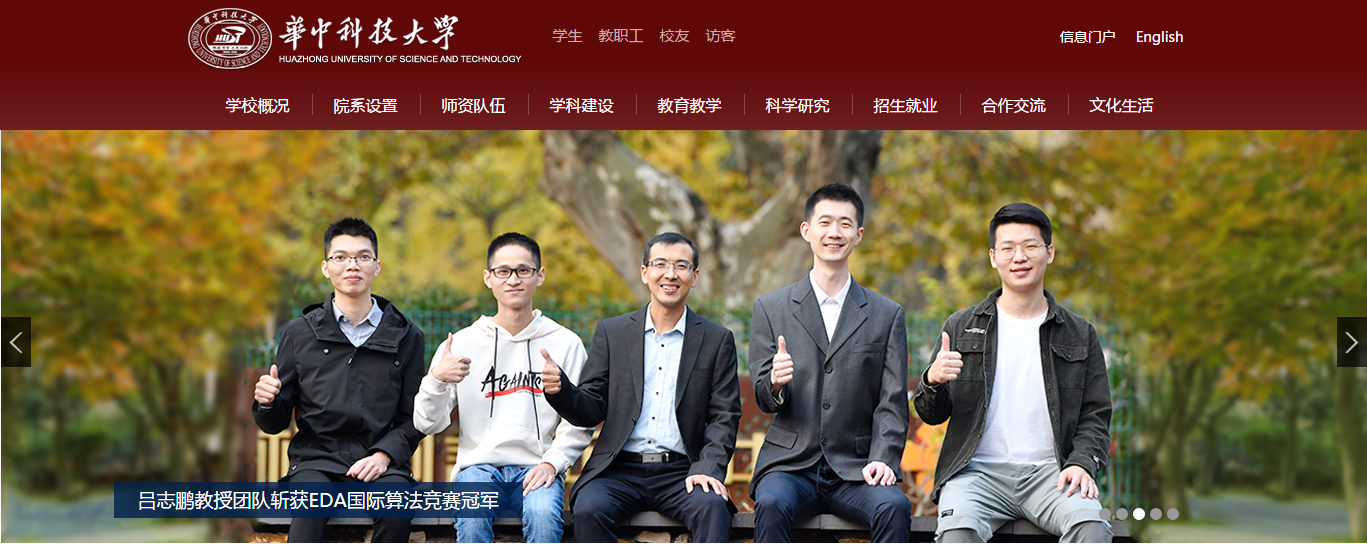 華中科技大学
HUAZHONG UNIVERSITY OF SCIENCE AND TECHNOLOGY
学生 教职工 校友 访客
信息门户 English
学校概况 院系设置 师资队伍 学科建设 教育教学 科学研究 招生就业 合作交流 文化生活
AGAINTS
吕志鹏教授团队斩获EDA国际算法竞赛冠军